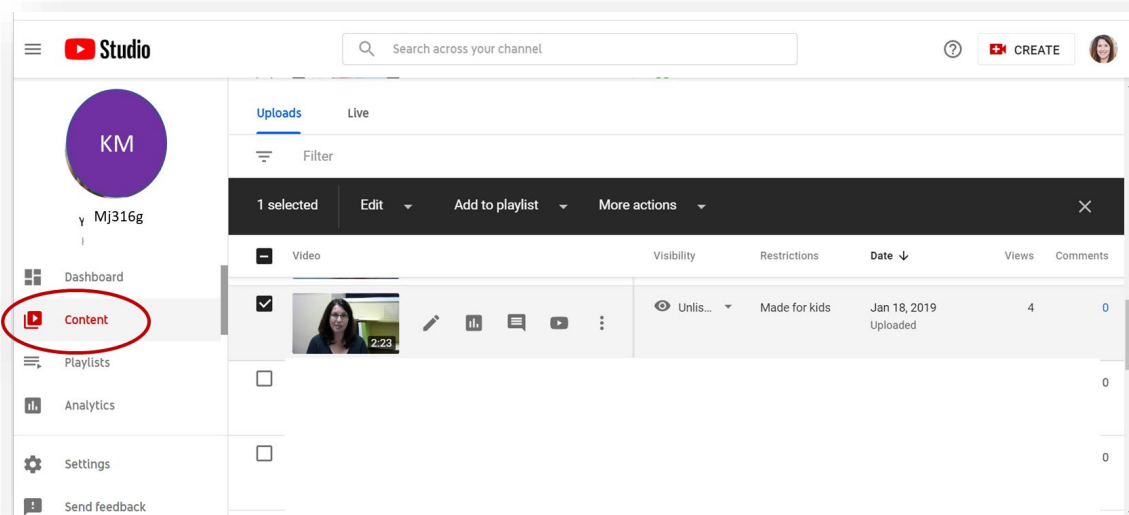 Studio
Search across your channel
CREATE
KM
Mj316g
Uploads Live
Filter
1 selected Edit Add to playlist More actions
Video Visibility Restrictions Date Views Comments
2:23 Unlis... Made for kids Jan 18, 2019 4 0
Uploaded
0
0
Dashboard
Content
Playlists
Analytics
Settings
Send feedback